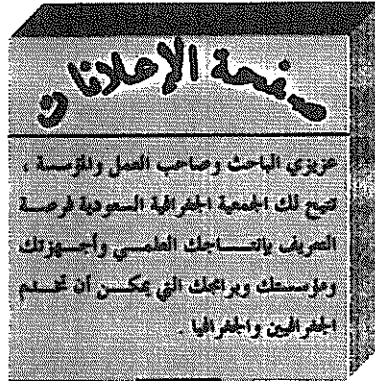 صفحة الإعلانات
عزيزي الباحث وصاحب العمل والمؤسسة ،
تتيح لك الجمعية الجغرافية السعودية فرصة
التعريف بإنتاجك العلمي وأجهزتك
ومؤسستك وبرامجك التي يمكن أن تخدم
الجغرافيين والجغرافيا .